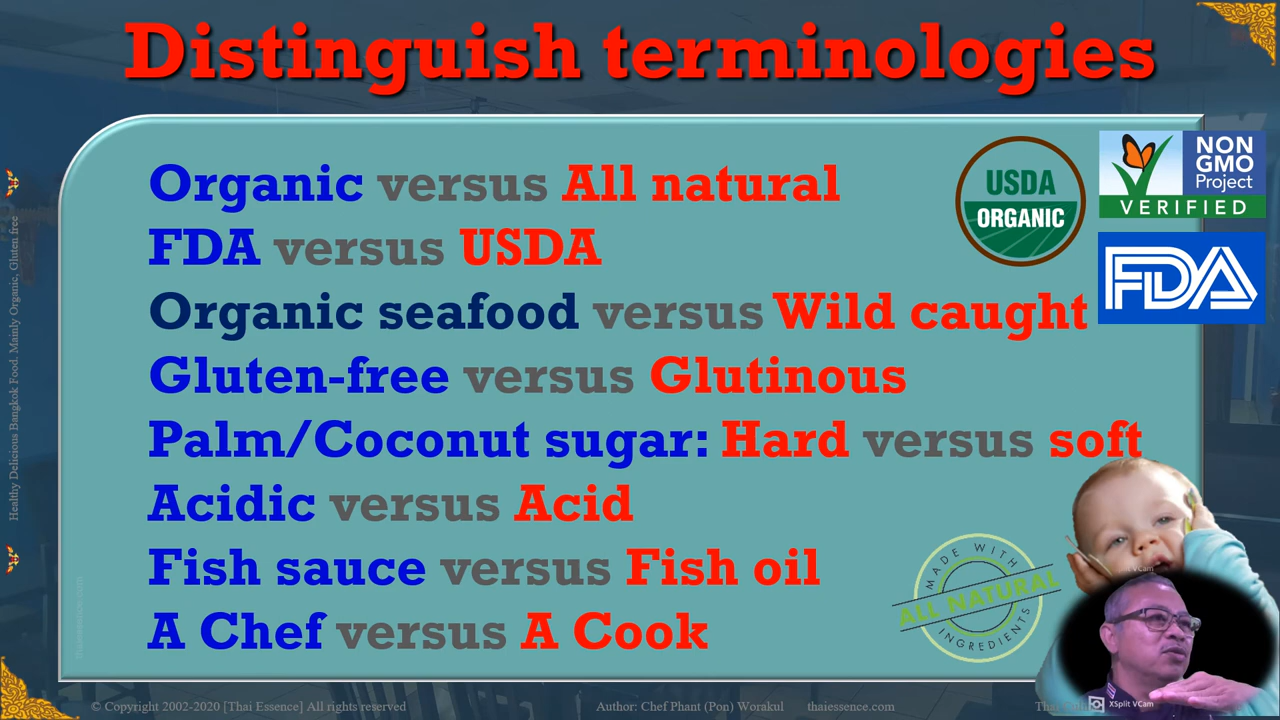 Distinguish terminologies
Organic versus All natural
FDA versus USDA
Organic seafood versus Wild caught
Gluten-free versus Glutinous
Palm/Coconut sugar: Hard versus soft
Acidic versus Acid
Fish sauce versus Fish oil
A Chef versus A Cook
USDA
ORGANIC
NON
GMO
Project
VERIFIED
FDA
MADE WITH
ALL NATURAL
INGREDIENTS
Healthy Delicious Bangkok Food. Mainly Organic, Gluten free
thaiessence.com
© Copyright 2002-2020 [Thai Essence] All rights reserved
Author: Chef Phant (Pon) Worakul thaiessence.com
XSplit VCam